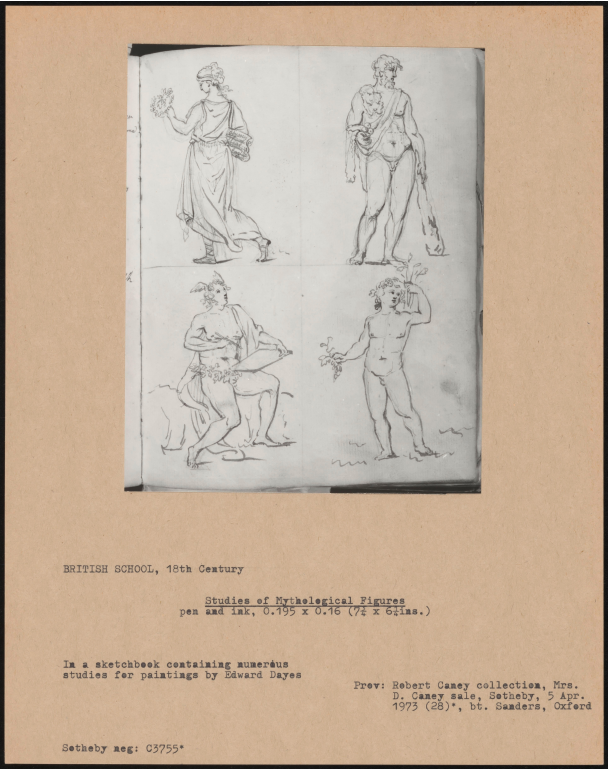 BRITISH SCHOOL, 18th Century
Studies of Mythological Figures
pen and ink, 0.195 x 0.16 (7¾ x 6¼ins.)
In a sketchbook containing numerous
studies for paintings by Edward Dayes
Prov: Robert Caney collection, Mrs.
D. Caney sale, Sotheby, 5 Apr.
1973 (28)*, bt. Sanders, Oxford
Sotheby neg: C3755*